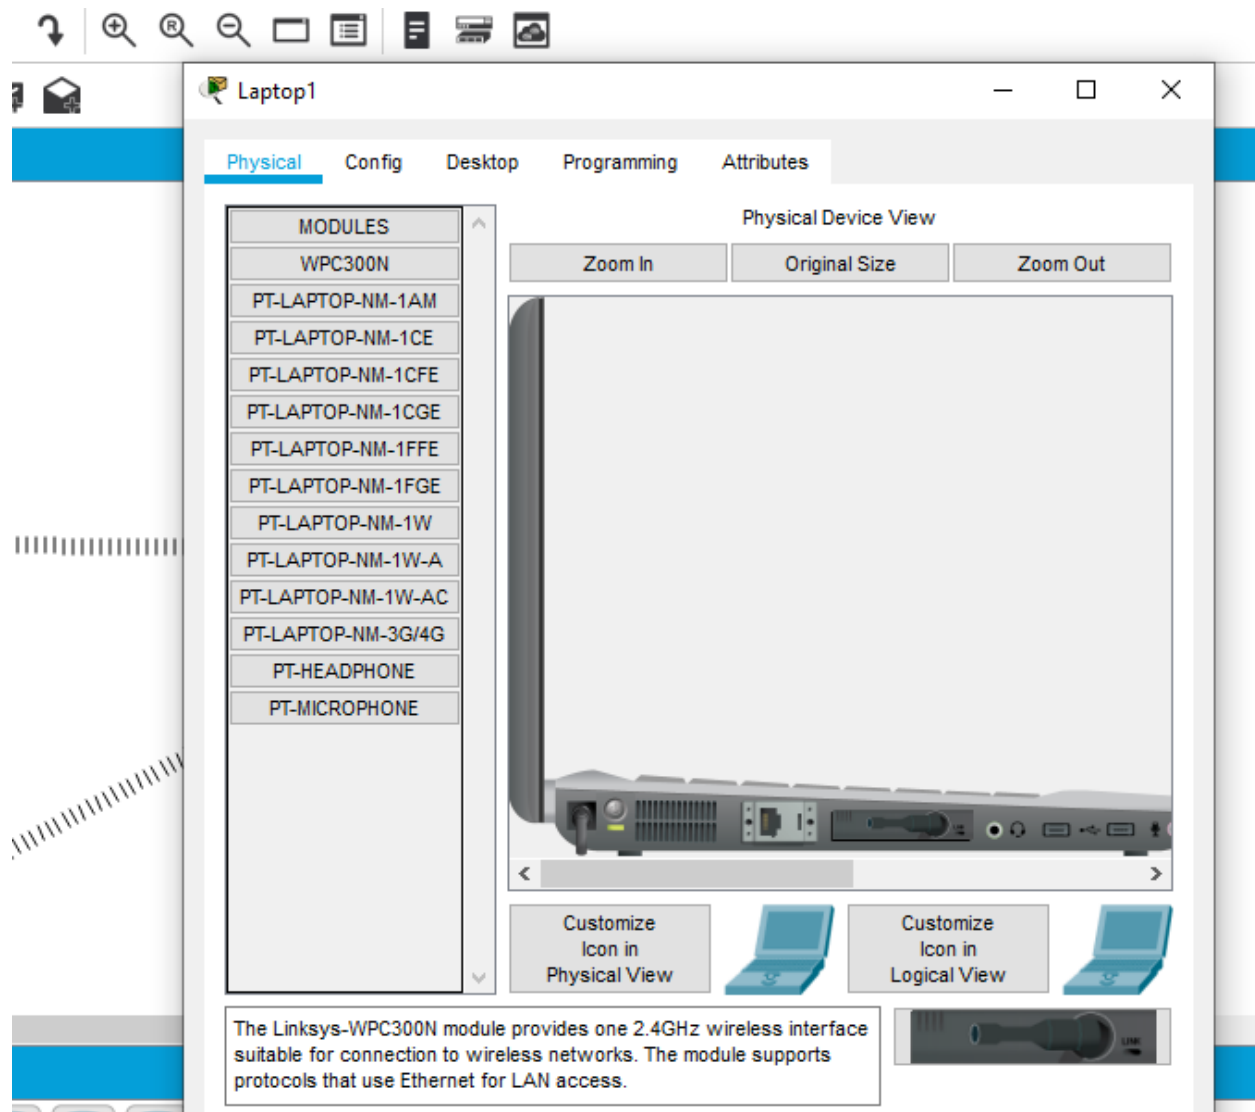 Laptop1
Physical Config Desktop Programming Attributes
MODULES
WPC300N
PT-LAPTOP-NM-1AM
PT-LAPTOP-NM-1CE
PT-LAPTOP-NM-1CFE
PT-LAPTOP-NM-1CGE
PT-LAPTOP-NM-1FFE
PT-LAPTOP-NM-1FGE
PT-LAPTOP-NM-1W
PT-LAPTOP-NM-1W-A
PT-LAPTOP-NM-1W-AC
PT-LAPTOP-NM-3G/4G
PT-HEADPHONE
PT-MICROPHONE
Physical Device View
Zoom In Original Size Zoom Out
Customize
Icon in
Physical View
Customize
Icon in
Logical View
The Linksys-WPC300N module provides one 2.4GHz wireless interface
suitable for connection to wireless networks. The module supports
protocols that use Ethernet for LAN access.
LINK